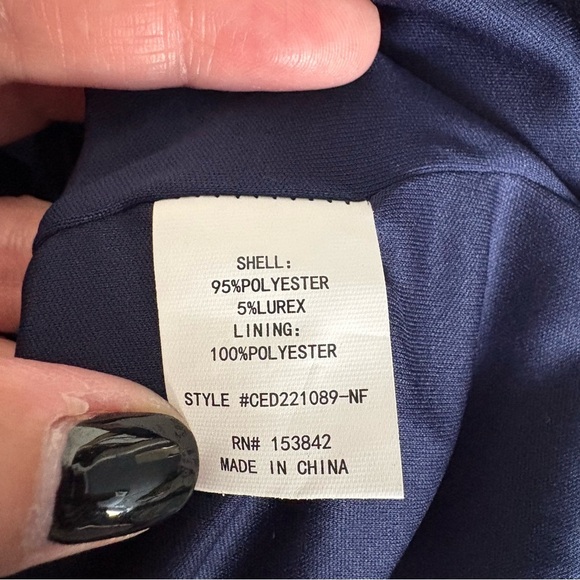 SHELL:
95%POLYESTER
5%LUREX
LINING:
100%POLYESTER
STYLE #CED221089-NF
RN# 153842
MADE IN CHINA